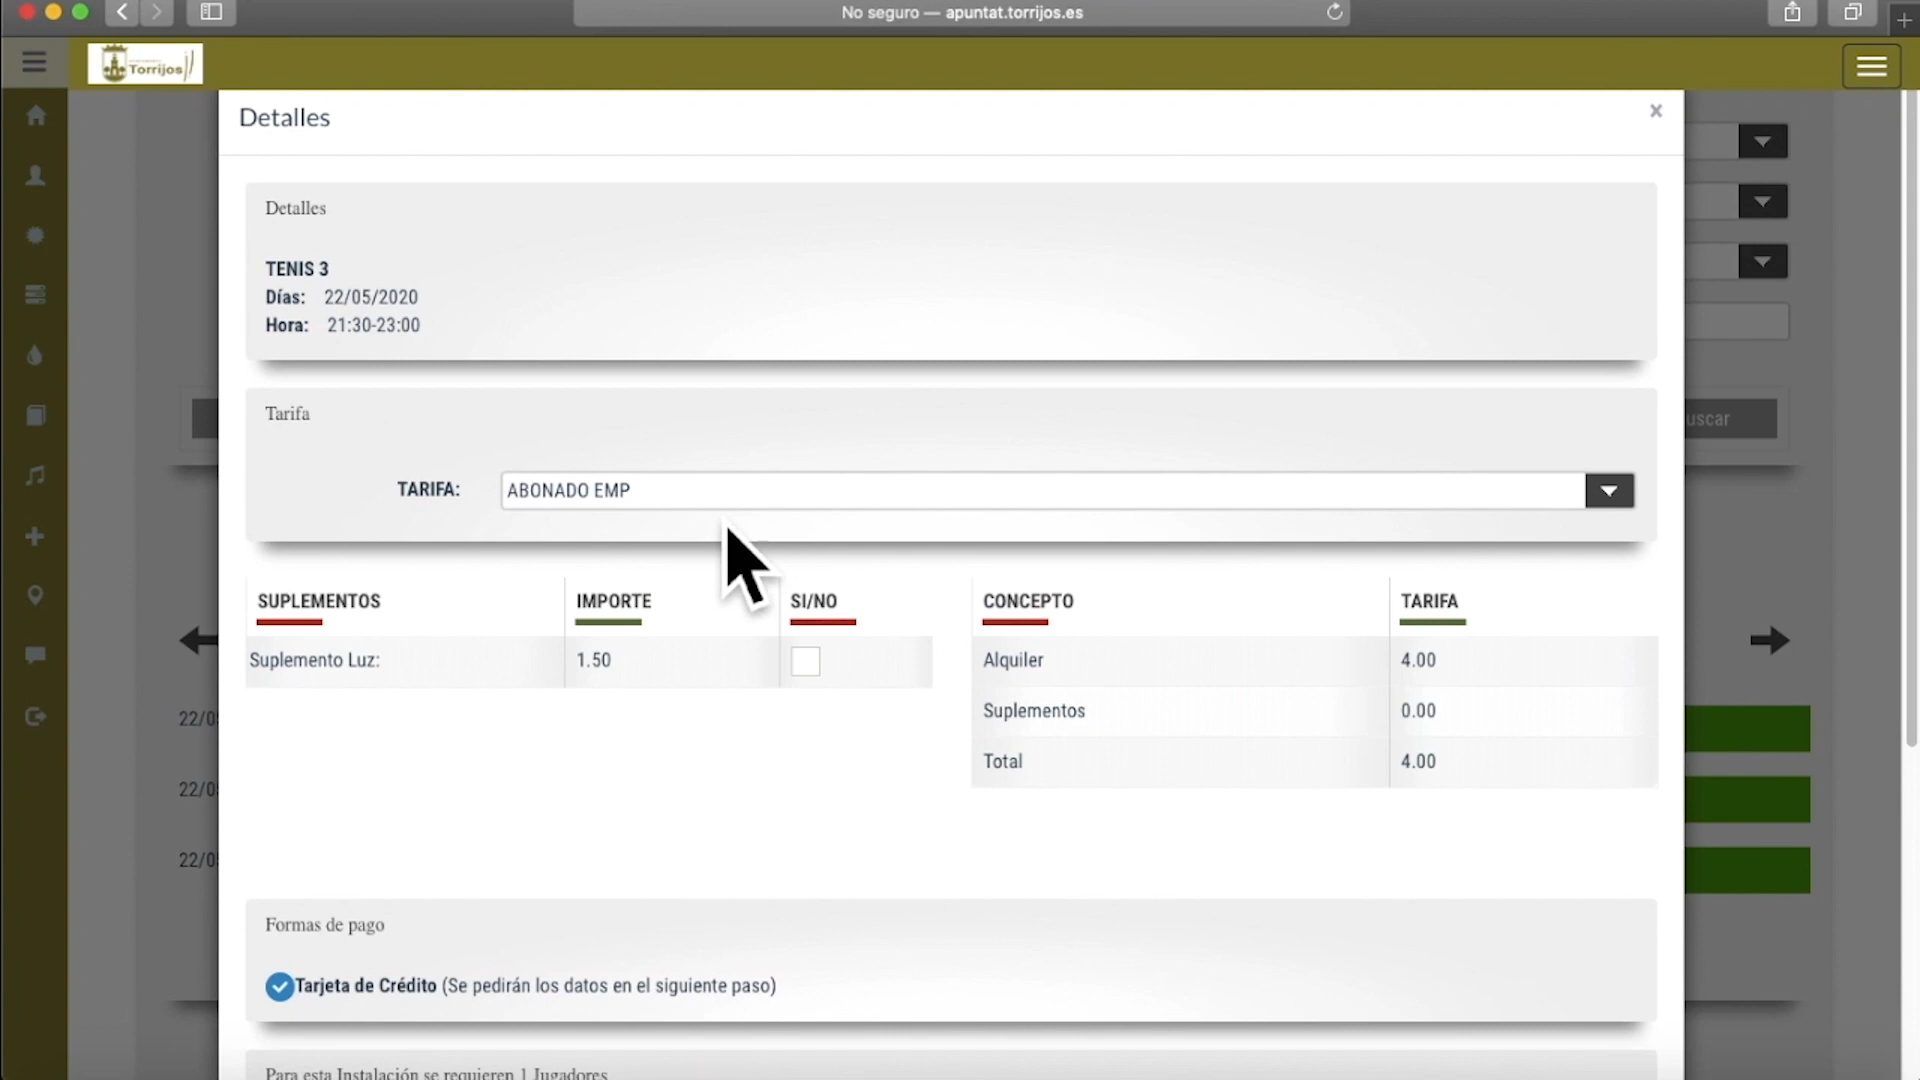 No seguro — apuntat.torrijos.es
Torrijos
Detalles
×
Detalles
TENIS 3
Días: 22/05/2020
Hora: 21:30-23:00
Tarifa
uscar
TARIFA: ABONADO EMP
SUPLEMENTOS IMPORTE SI/NO CONCEPTO TARIFA
Suplemento Luz: 1.50 Alquiler 4.00
Suplementos 0.00
22/0
Total 4.00
22/0
22/0
Formas de pago
Tarjeta de Crédito (Se pedirán los datos en el siguiente paso)
Para esta Instalación se requieren 1 Jugadores